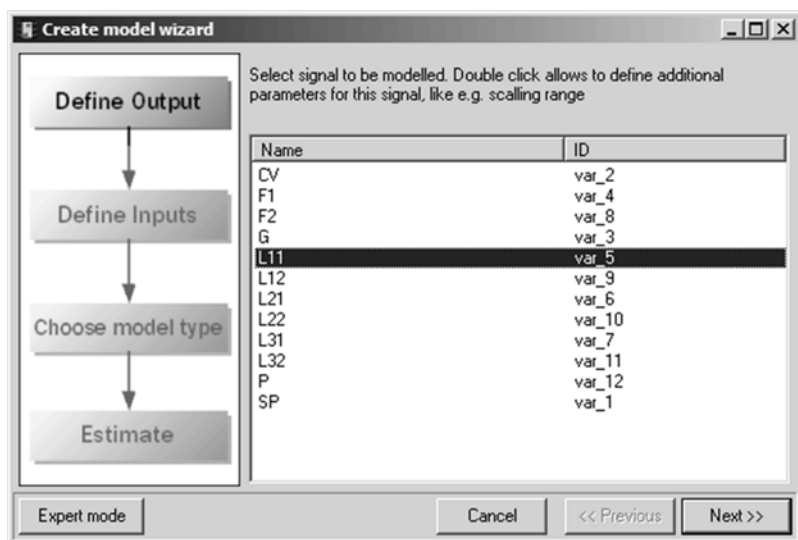 Create model wizard
Define Output
Define Inputs
Choose model type
Estimate
Select signal to be modelled. Double click allows to define additional
parameters for this signal, like e.g. scalling range
Name ID
CV var_2
F1 var_4
F2 var_8
G var_3
L11 var_5
L12 var_9
L21 var_6
L22 var_10
L31 var_7
L32 var_11
P var_12
SP var_1
Expert mode Cancel << Previous Next >>